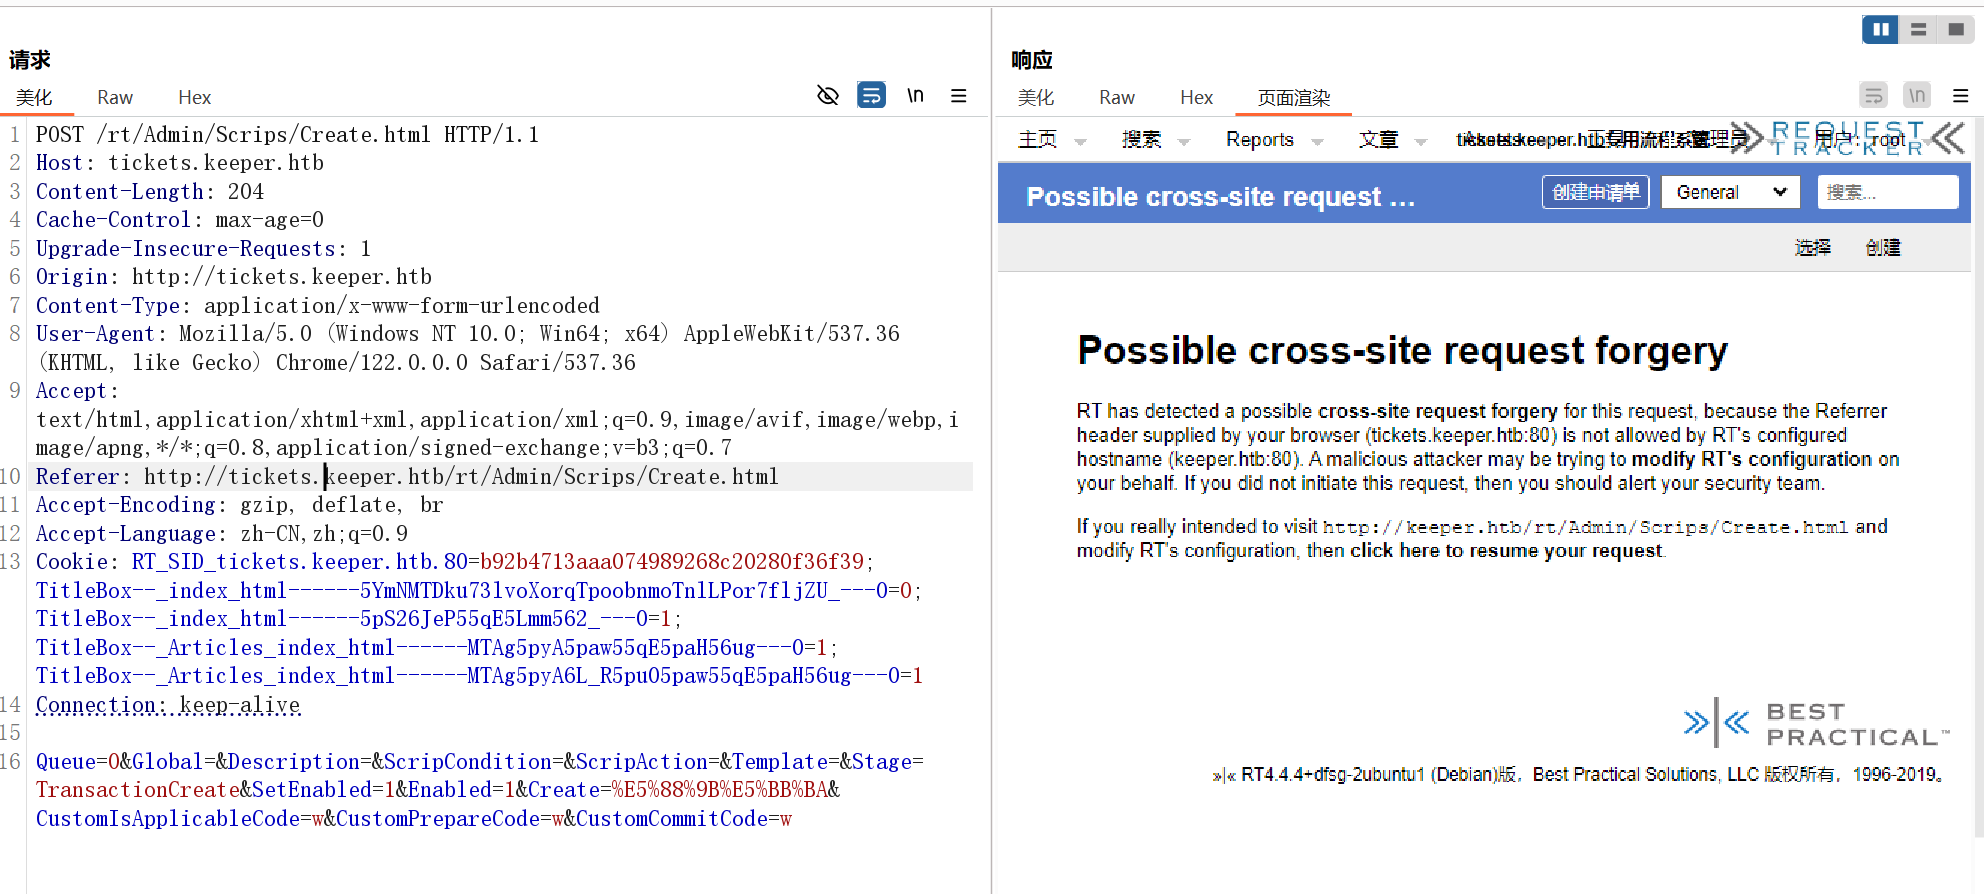 请求
美化 Raw Hex
\n
1 POST /rt/Admin/Scrips/Create.html HTTP/1.1
2 Host: tickets.keeper.htb
3 Content-Length: 204
4 Cache-Control: max-age=0
5 Upgrade-Insecure-Requests: 1
6 Origin: http://tickets.keeper.htb
7 Content-Type: application/x-www-form-urlencoded
8 User-Agent: Mozilla/5.0 (Windows NT 10.0; Win64; x64) AppleWebKit/537.36
(KHTML, like Gecko) Chrome/122.0.0.0 Safari/537.36
9 Accept:
text/html,application/xhtml+xml,application/xml;q=0.9,image/avif,image/webp,i
mage/apng,*/*;q=0.8,application/signed-exchange;v=b3;q=0.7
10 Referer: http://tickets.keeper.htb/rt/Admin/Scrips/Create.html
11 Accept-Encoding: gzip, deflate, br
12 Accept-Language: zh-CN,zh;q=0.9
13 Cookie: RT_SID_tickets.keeper.htb.80=b92b4713aaa074989268c20280f36f39;
TitleBox--_index_html------5YmNMTDku73lvoXorqTpoobnmoTnlLPor7fljZU_---0=0;
TitleBox--_index_html------5pS26JeP55qE5Lmm562_---0=1;
TitleBox--_Articles_index_html------MTAg5pyA5paw55qE5paH56ug---0=1;
TitleBox--_Articles_index_html------MTAg5pyA6L_R5pu05paw55qE5paH56ug---0=1
14 Connection: keep-alive
15
16 Queue=0&Global=&Description=&ScripCondition=&ScripAction=&Template=&Stage=
TransactionCreate&SetEnabled=1&Enabled=1&Create=%E5%88%9B%E5%BB%BA&
CustomIsApplicableCode=w&CustomPrepareCode=w&CustomCommitCode=w
响应
美化 Raw Hex 页面渲染
\n
主页 搜索 Reports 文章 管理员 用户: root
REQUEST
TRACKER
Possible cross-site request ... 创建申请单 General 搜索...
选择 创建
Possible cross-site request forgery
RT has detected a possible cross-site request forgery for this request, because the Referrer
header supplied by your browser (tickets.keeper.htb:80) is not allowed by RT's configured
hostname (keeper.htb:80). A malicious attacker may be trying to modify RT's configuration on
your behalf. If you did not initiate this request, then you should alert your security team.
If you really intended to visit http://keeper.htb/rt/Admin/Scrips/Create.html and
modify RT's configuration, then click here to resume your request.
BEST
PRACTICAL™
»|« RT4.4.4+dfsg-2ubuntu1 (Debian)版，Best Practical Solutions, LLC 版权所有，1996-2019。